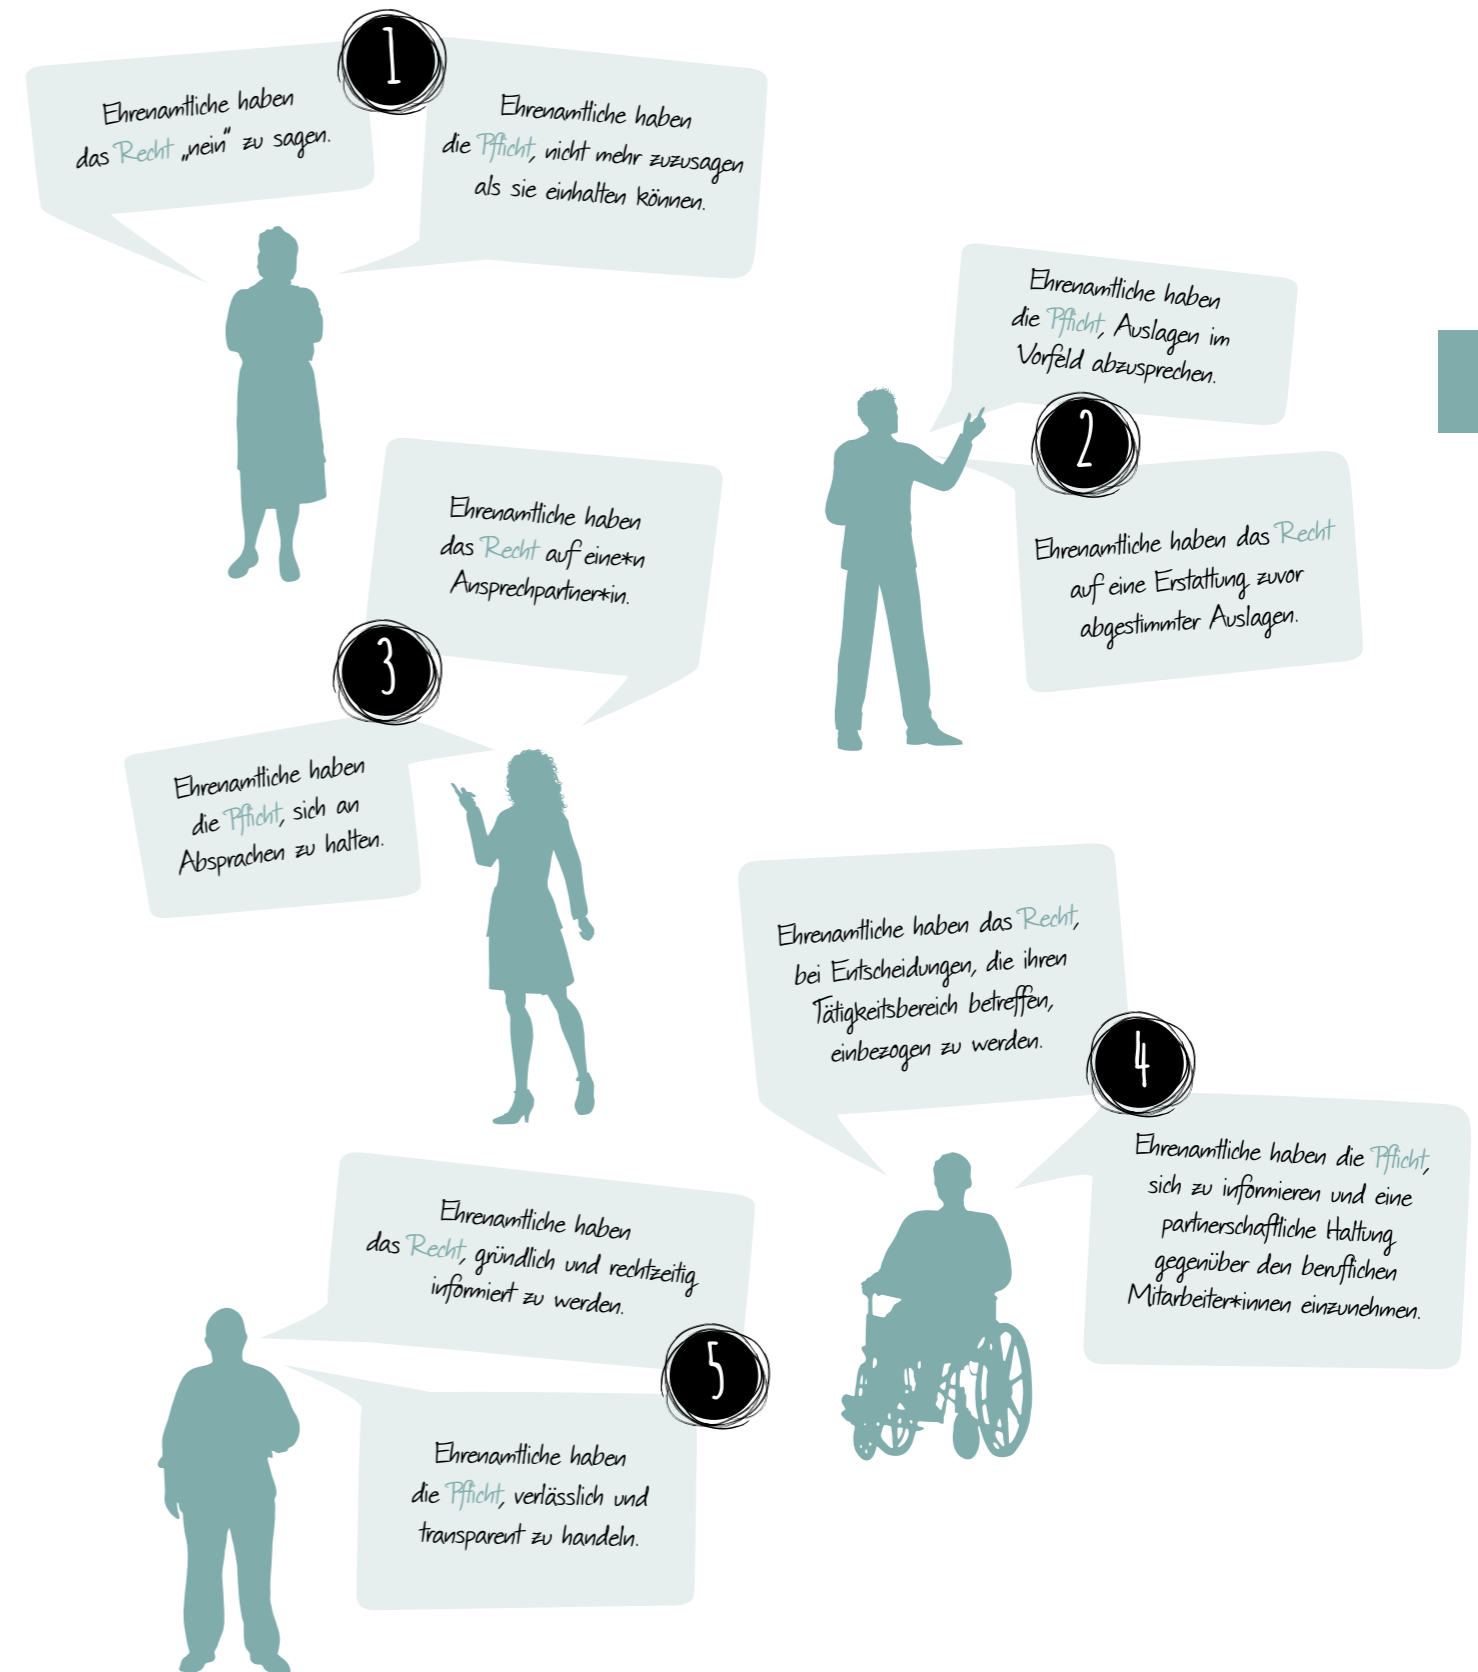 1
Ehrenamtliche haben
das Recht „nein“ zu sagen.
Ehrenamtliche haben
die Pflicht, nicht mehr zuzusagen
als sie einhalten können.
Ehrenamtliche haben
die Pflicht, Auslagen im
Vorfeld abzusprechen.
2
Ehrenamtliche haben das Recht
auf eine Erstattung zuvor
abgestimmter Auslagen.
Ehrenamtliche haben
das Recht auf eine*n
Ansprechpartner*in.
3
Ehrenamtliche haben
die Pflicht, sich an
Absprachen zu halten.
Ehrenamtliche haben das Recht,
bei Entscheidungen, die ihren
Tätigkeitsbereich betreffen,
einbezogen zu werden.
4
Ehrenamtliche haben die Pflicht,
sich zu informieren und eine
partnerschaftliche Haltung
gegenüber den beruflichen
Mitarbeiter*innen einzunehmen.
Ehrenamtliche haben
das Recht, gründlich und rechtzeitig
informiert zu werden.
5
Ehrenamtliche haben
die Pflicht, verlässlich und
transparent zu handeln.